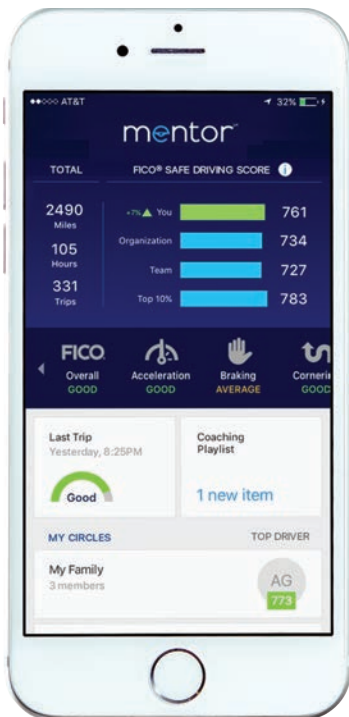 AT&T
32%
mentor
TOTAL
FICO® SAFE DRIVING SCORE i
2490
Miles
105
Hours
331
Trips
+7% You 761
Organization 734
Team 727
Top 10% 783
FICO
Overall
GOOD
Acceleration
GOOD
Braking
AVERAGE
Cornerin
GOOD
Last Trip
Yesterday, 8:25PM
Good
Coaching
Playlist
1 new item
MY CIRCLES
TOP DRIVER
My Family
3 members
AG
773